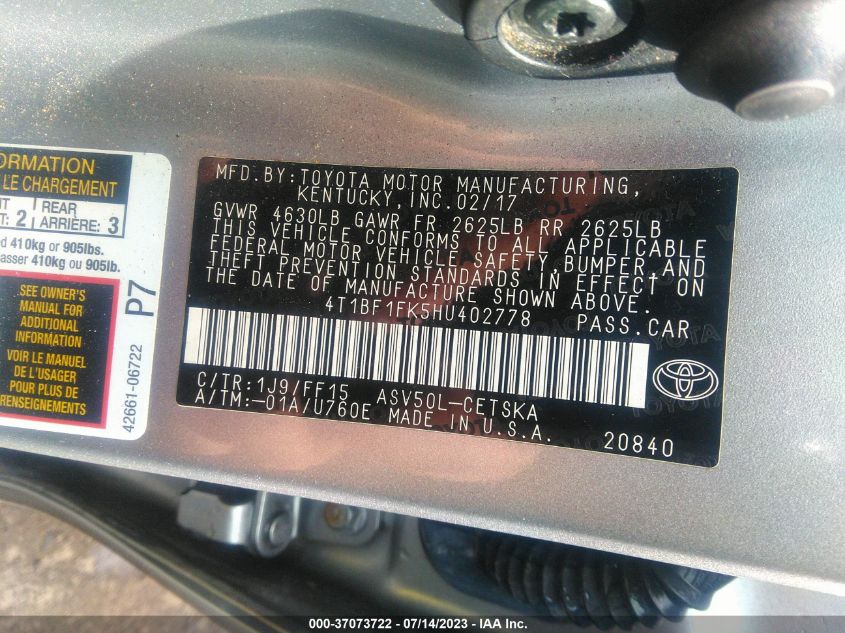 ORMATION
LE CHARGEMENT
2 REAR
ARRIÈRE: 3
410kg or 905lbs.
asser 410kg ou 905lb.
SEE OWNER'S
MANUAL FOR
ADDITIONAL
INFORMATION
VOIR LE MANUEL
DE L'USAGER
POUR PLUS DE
RENSEIGNEMENTS
P7
42661-06722
MFD.BY:TOYOTA MOTOR MANUFACTURING,
KENTUCKY,INC.02/17
GVWR 4630LB GAWR FR 2625LB RR 2625LB
THIS VEHICLE CONFORMS TO ALL APPLICABLE
FEDERAL MOTOR VEHICLE SAFETY,BUMPER,AND
THEFT PREVENTION STANDARDS IN EFFECT ON
THE DATE OF MANUFACTURE SHOWN ABOVE.
4T1BF1FK5HU402778 PASS.CAR
C/TR:1J9/FF15 ASV50L-CETSKA
A/TM:-01A/U760E MADE IN U.S.A.
20840
000-37073722 / 07/14/2023 - IAA Inc.